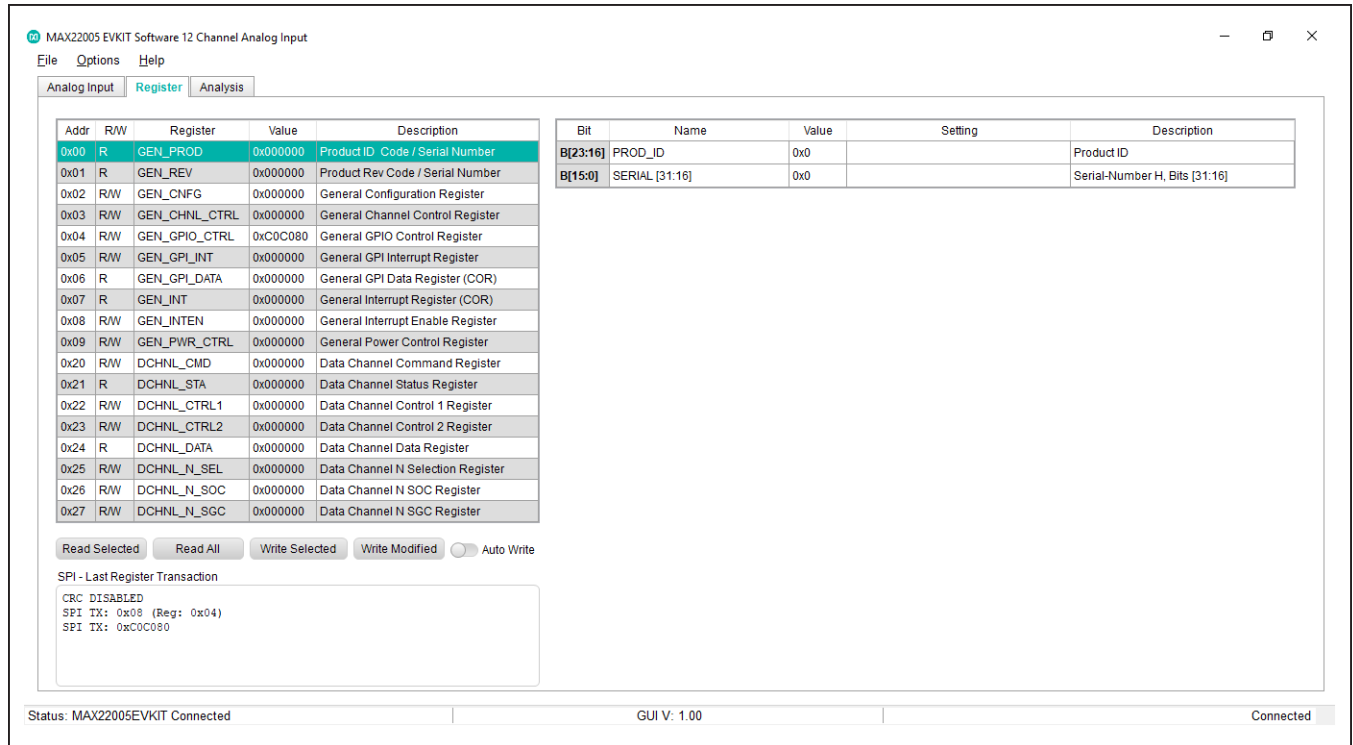 MAX22005 EVKIT Software 12 Channel Analog Input
File Options Help
Analog Input Register Analysis
Addr R/W Register Value Description
0x00 R GEN_PROD 0x000000 Product ID Code / Serial Number
0x01 R GEN_REV 0x000000 Product Rev Code / Serial Number
0x02 R/W GEN_CNFG 0x000000 General Configuration Register
0x03 R/W GEN_CHNL_CTRL 0x000000 General Channel Control Register
0x04 R/W GEN_GPIO_CTRL 0xC0C080 General GPIO Control Register
0x05 R/W GEN_GPI_INT 0x000000 General GPI Interrupt Register
0x06 R GEN_GPI_DATA 0x000000 General GPI Data Register (COR)
0x07 R GEN_INT 0x000000 General Interrupt Register (COR)
0x08 R/W GEN_INTEN 0x000000 General Interrupt Enable Register
0x09 R/W GEN_PWR_CTRL 0x000000 General Power Control Register
0x20 R/W DCHNL_CMD 0x000000 Data Channel Command Register
0x21 R DCHNL_STA 0x000000 Data Channel Status Register
0x22 R/W DCHNL_CTRL1 0x000000 Data Channel Control 1 Register
0x23 R/W DCHNL_CTRL2 0x000000 Data Channel Control 2 Register
0x24 R DCHNL_DATA 0x000000 Data Channel Data Register
0x25 R/W DCHNL_N_SEL 0x000000 Data Channel N Selection Register
0x26 R/W DCHNL_N_SOC 0x000000 Data Channel N SOC Register
0x27 R/W DCHNL_N_SGC 0x000000 Data Channel N SGC Register
Read Selected Read All Write Selected Write Modified Auto Write
SPI - Last Register Transaction
CRC DISABLED
SPI TX: 0x08 (Reg: 0x04)
SPI TX: 0xC0C080
Bit Name Value Setting Description
B[23:16] PROD_ID 0x0 Product ID
B[15:0] SERIAL [31:16] 0x0 Serial-Number H, Bits [31:16]
Status: MAX22005EVKIT Connected GUI V: 1.00 Connected